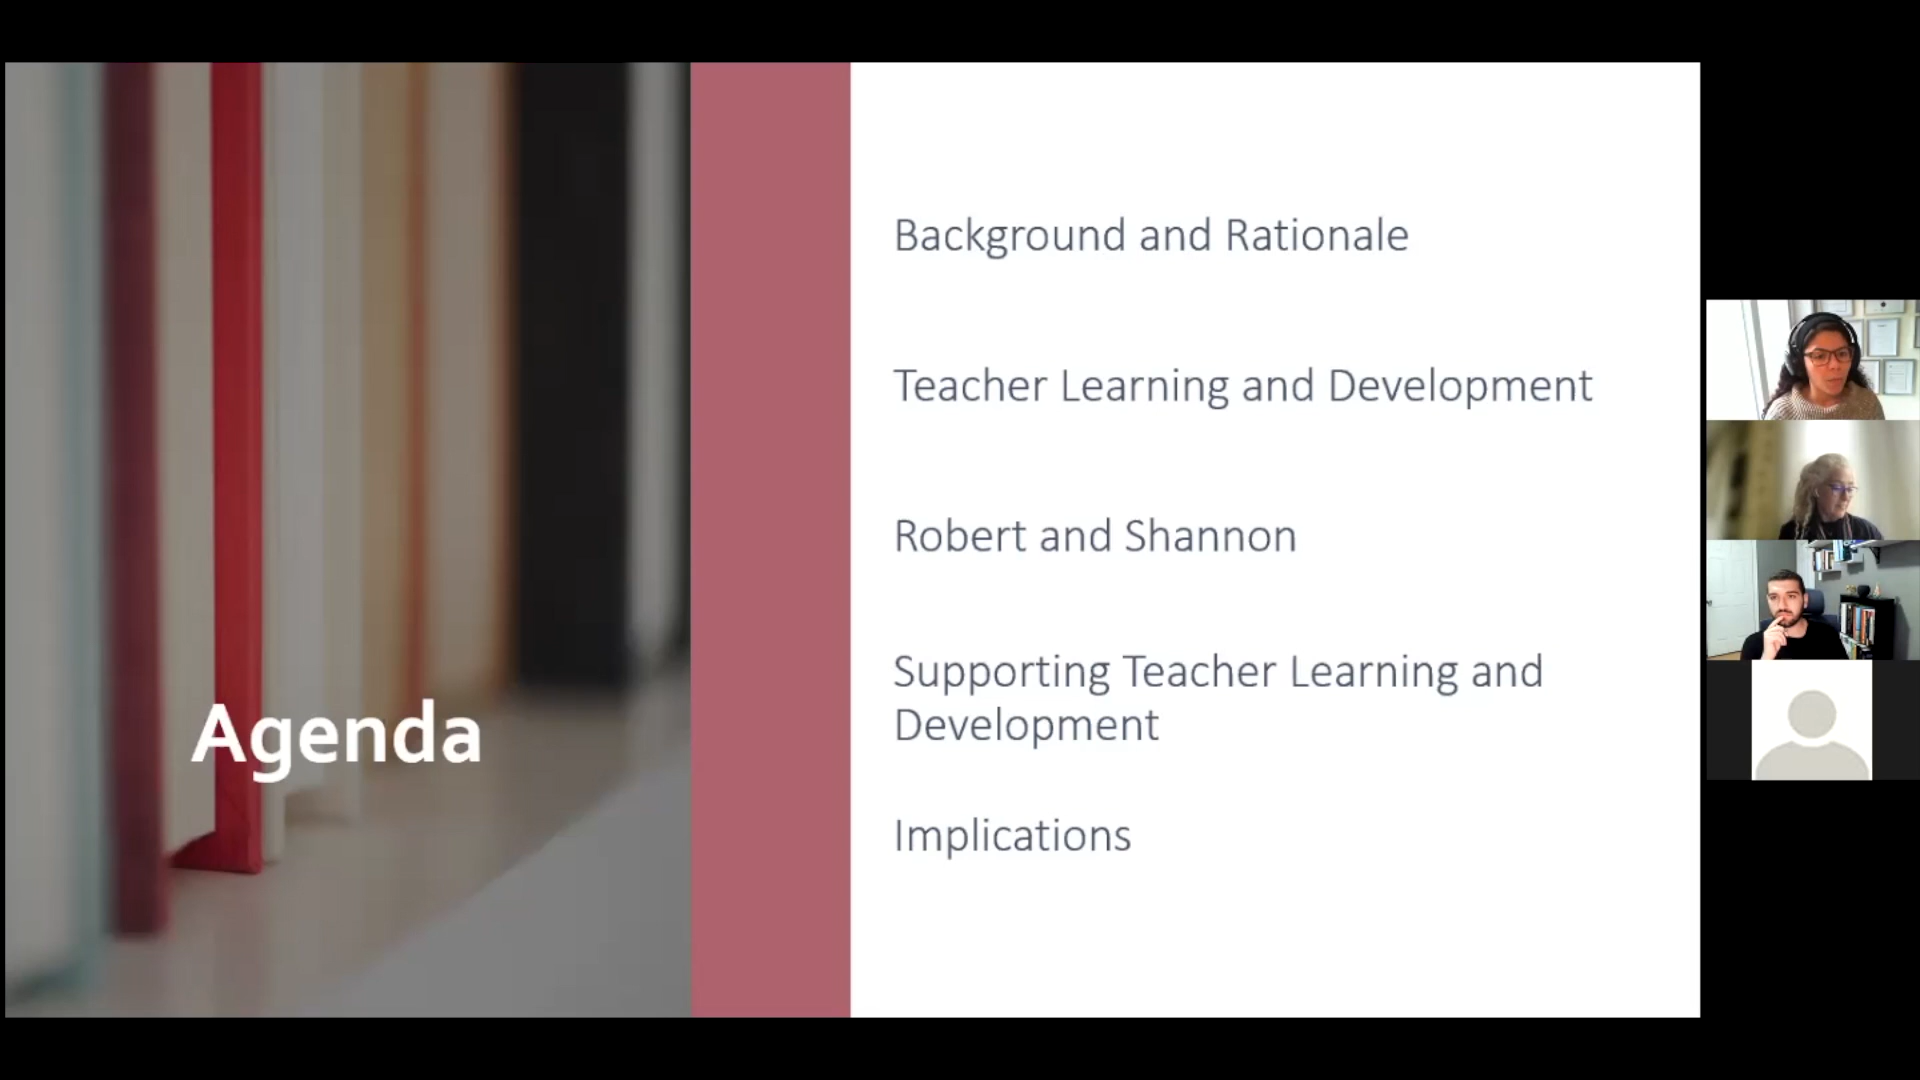 Agenda
Background and Rationale
Teacher Learning and Development
Robert and Shannon
Supporting Teacher Learning and
Development
Implications